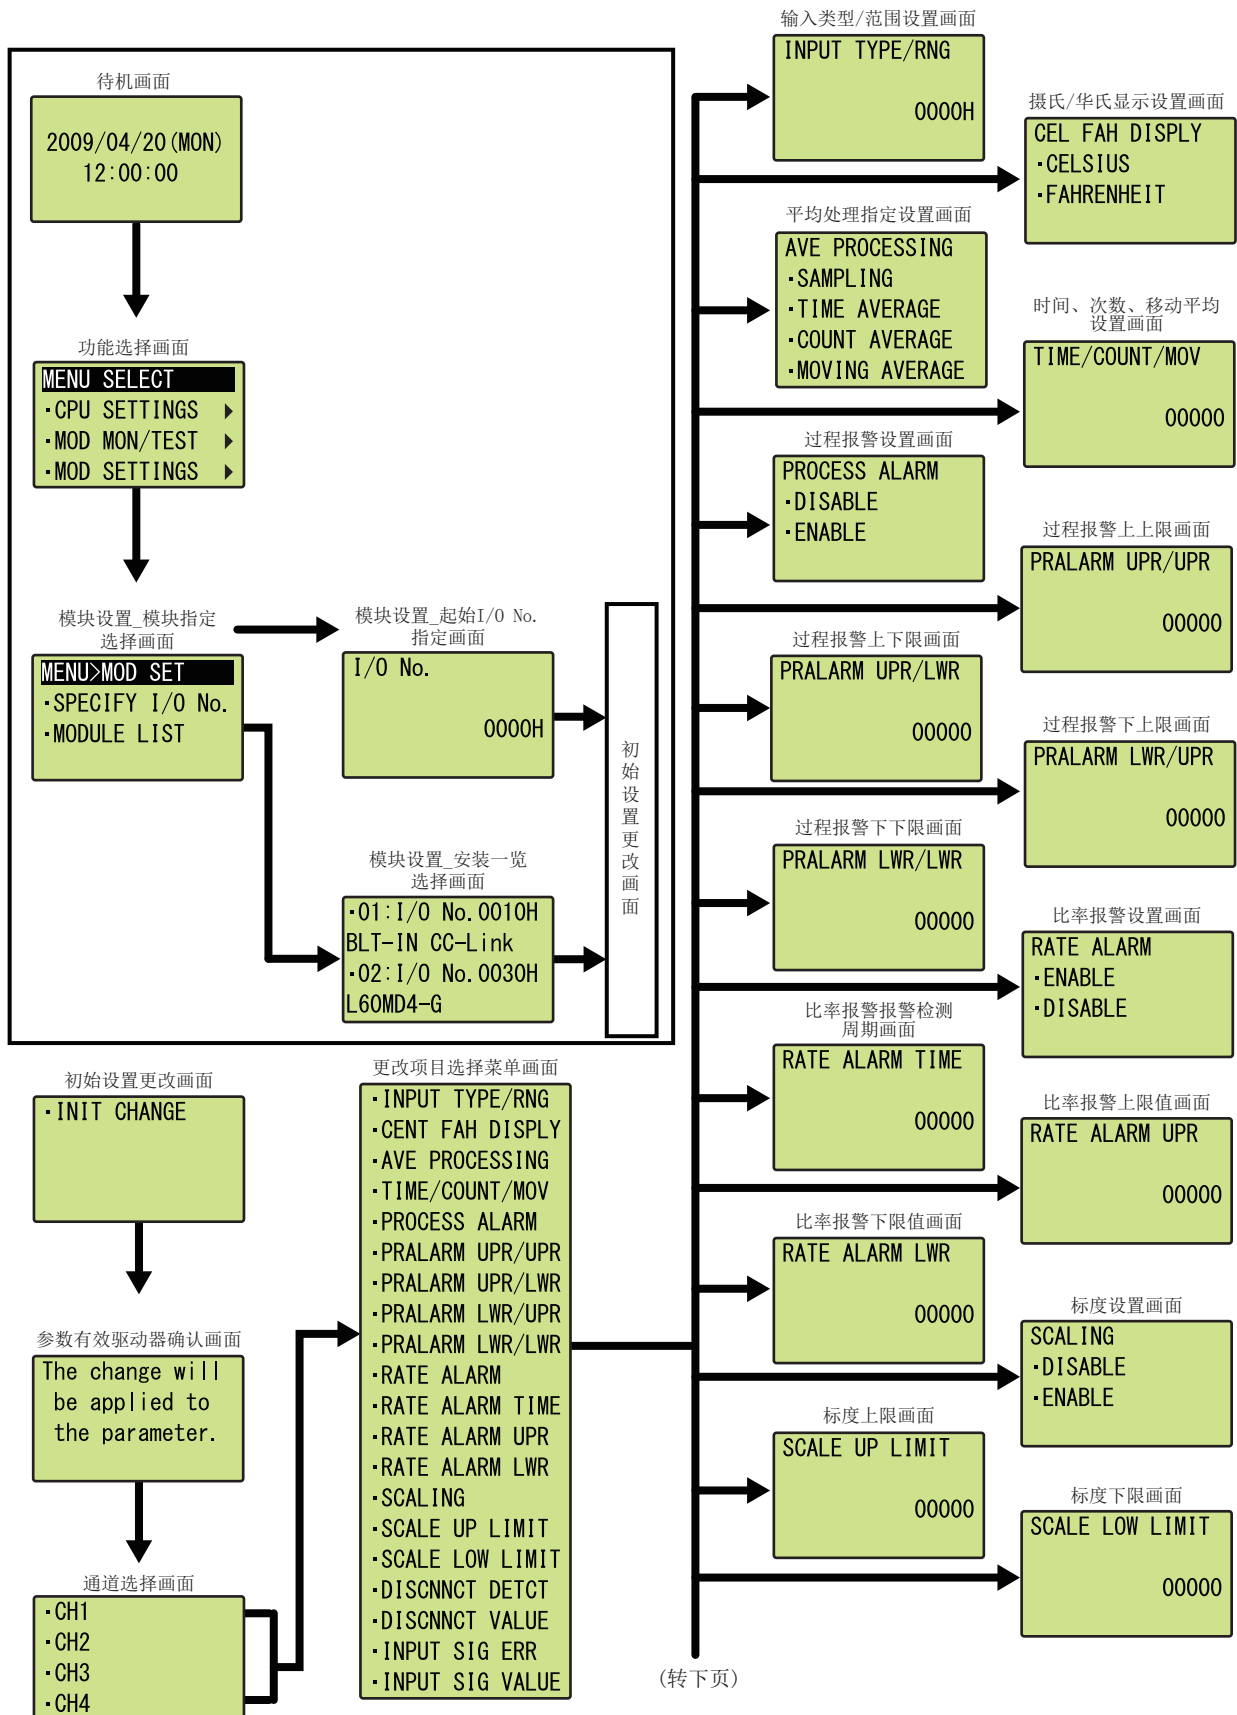 待机画面
2009/04/20(MON)
12:00:00
功能选择画面
MENU SELECT
·CPU SETTINGS
·MOD MON/TEST
·MOD SETTINGS
模块设置_模块指定
选择画面
MENU>MOD SET
·SPECIFY I/O No.
·MODULE LIST
模块设置_起始I/O No.
指定画面
I/O No.
0000H
模块设置_安装一览
选择画面
·01:I/O No.0010H
BLT-IN CC-Link
·02:I/O No.0030H
L60MD4-G
初始设置更改画面
初始设置更改画面
·INIT CHANGE
参数有效驱动器确认画面
The change will
be applied to
the parameter.
通道选择画面
·CH1
·CH2
·CH3
·CH4
更改项目选择菜单画面
·INPUT TYPE/RNG
·CENT FAH DISPLY
·AVE PROCESSING
·TIME/COUNT/MOV
·PROCESS ALARM
·PRALARM UPR/UPR
·PRALARM UPR/LWR
·PRALARM LWR/UPR
·PRALARM LWR/LWR
·RATE ALARM
·RATE ALARM TIME
·RATE ALARM UPR
·RATE ALARM LWR
·SCALING
·SCALE UP LIMIT
·SCALE LOW LIMIT
·DISCNNCT DETCT
·DISCNNCT VALUE
·INPUT SIG ERR
·INPUT SIG VALUE
输入类型/范围设置画面
INPUT TYPE/RNG
0000H
摄氏/华氏显示设置画面
CEL FAH DISPLY
·CELSIUS
·FAHRENHEIT
平均处理指定设置画面
AVE PROCESSING
·SAMPLING
·TIME AVERAGE
·COUNT AVERAGE
·MOVING AVERAGE
时间、次数、移动平均
设置画面
TIME/COUNT/MOV
00000
过程报警设置画面
PROCESS ALARM
·DISABLE
·ENABLE
过程报警上上限画面
PRALARM UPR/UPR
00000
过程报警上下限画面
PRALARM UPR/LWR
00000
过程报警下上限画面
PRALARM LWR/UPR
00000
过程报警下下限画面
PRALARM LWR/LWR
00000
比率报警设置画面
RATE ALARM
·ENABLE
·DISABLE
比率报警报警检测
周期画面
RATE ALARM TIME
00000
比率报警上限值画面
RATE ALARM UPR
00000
比率报警下限值画面
RATE ALARM LWR
00000
标度设置画面
SCALING
·DISABLE
·ENABLE
标度上限画面
SCALE UP LIMIT
00000
标度下限画面
SCALE LOW LIMIT
00000
(转下页)